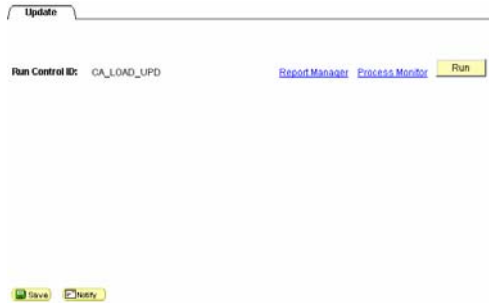 Update
Run Control ID: CA_LOAD_UPD Report Manager Process Monitor Run
Save Notify